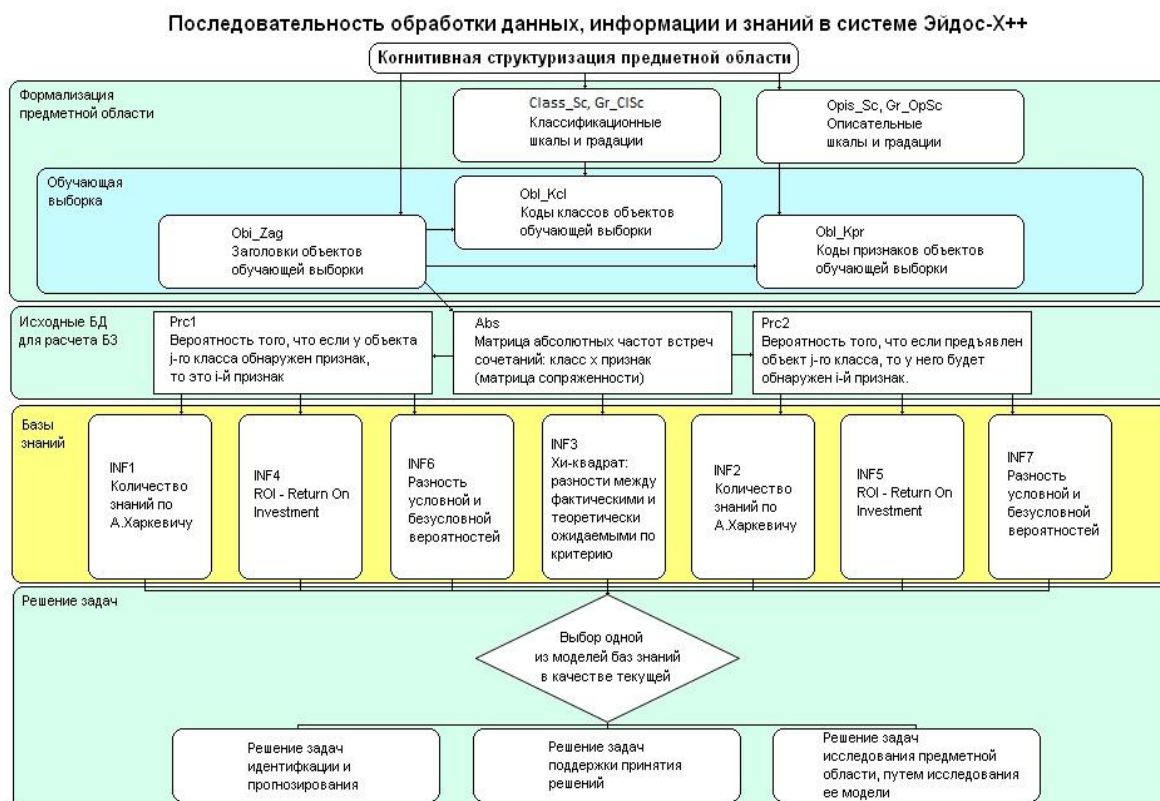 Последовательность обработки данных, информации и знаний в системе Эйдос-Х++
Когнитивная структуризация предметной области
Формализация
предметной области
Class_Sc, Gr_ClSc
Классификационные
шкалы и градации
Opis_Sc, Gr_OpSc
Описательные
шкалы и градации
Обучающая
выборка
Obi_Zag
Заголовки объектов
обучающей выборки
Obl_Kcl
Коды классов объектов
обучающей выборки
Obl_Kpr
Коды признаков объектов
обучающей выборки
Исходные БД
для расчета БЗ
Prc1
Вероятность того, что если у объекта
j-го класса обнаружен признак,
то это i-й признак
Abs
Матрица абсолютных частот встреч
сочетаний: класс х признак
(матрица сопряженности)
Prc2
Вероятность того, что если предъявлен
объект j-го класса, то у него будет
обнаружен i-й признак.
Базы
знаний
INF1
Количество
знаний по
А.Харкевичу
INF4
ROI - Return On
Investment
INF6
Разность
условной и
безусловной
вероятностей
INF3
Хи-квадрат:
разности между
фактическими и
теоретически
ожидаемыми по
критерию
INF2
Количество
знаний по
А.Харкевичу
INF5
ROI - Return On
Investment
INF7
Разность
условной и
безусловной
вероятностей
Решение задач
Выбор одной
из моделей баз знаний
в качестве текущей
Решение задач
идентифкации и
прогнозирования
Решение задач
поддержки принятия
решений
Решение задач
исследования предметной
области, путем исследования
ее модели